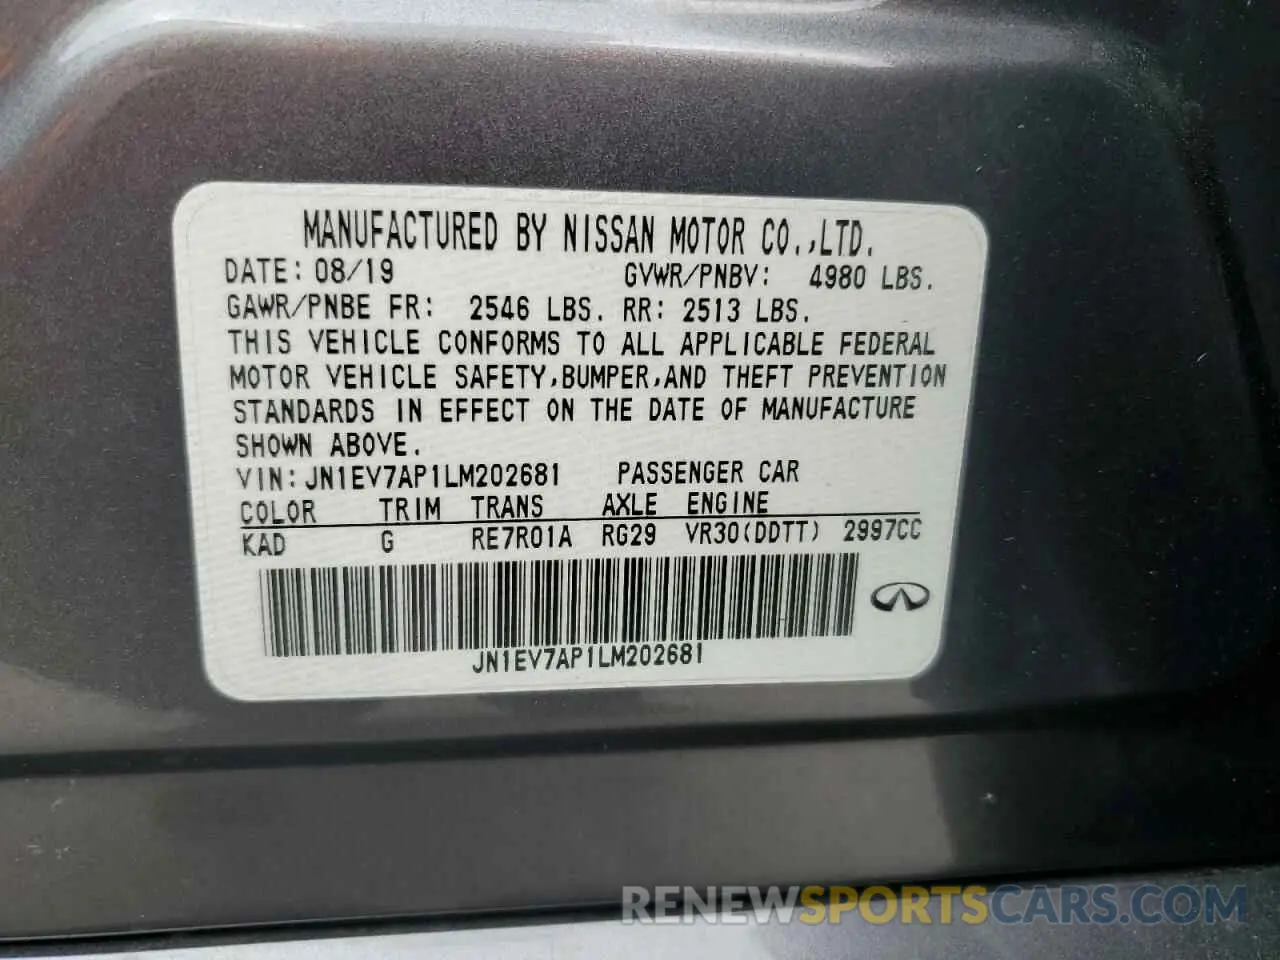 MANUFACTURED BY NISSAN MOTOR CO.,LTD.
DATE: 08/19 GVWR/PNBV: 4980 LBS.
GAWR/PNBE FR: 2546 LBS. RR: 2513 LBS.
THIS VEHICLE CONFORMS TO ALL APPLICABLE FEDERAL
MOTOR VEHICLE SAFETY,BUMPER,AND THEFT PREVENTION
STANDARDS IN EFFECT ON THE DATE OF MANUFACTURE
SHOWN ABOVE.
VIN:JN1EV7AP1LM202681 PASSENGER CAR
COLOR TRIM TRANS AXLE ENGINE
KAD G RE7R01A RG29 VR30(DDTT) 2997CC
JN1EV7AP1LM202681
RENEWSPORTSCARS.COM